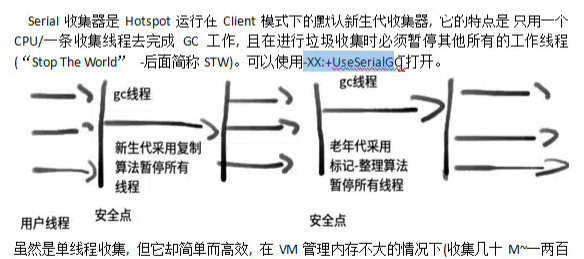 Serial 收集器是 Hotspot 运行在 Client 模式下的默认新生代收集器, 它的特点是 只用一个
CPU/一条收集线程去完成 GC 工作, 且在进行垃圾收集时必须暂停其他所有的工作线程
(“Stop The World” -后面简称 STW)。可以使用-XX:+UseSerialGC打开。
gc线程
gc线程
新生代采用复制
算法暂停所有
线程
老年代采用
标记-整理算法
暂停所有线程
用户线程
安全点
安全点
虽然是单线程收集, 但它却简单而高效, 在 VM 管理内存不大的情况下(收集几十 M~一两百